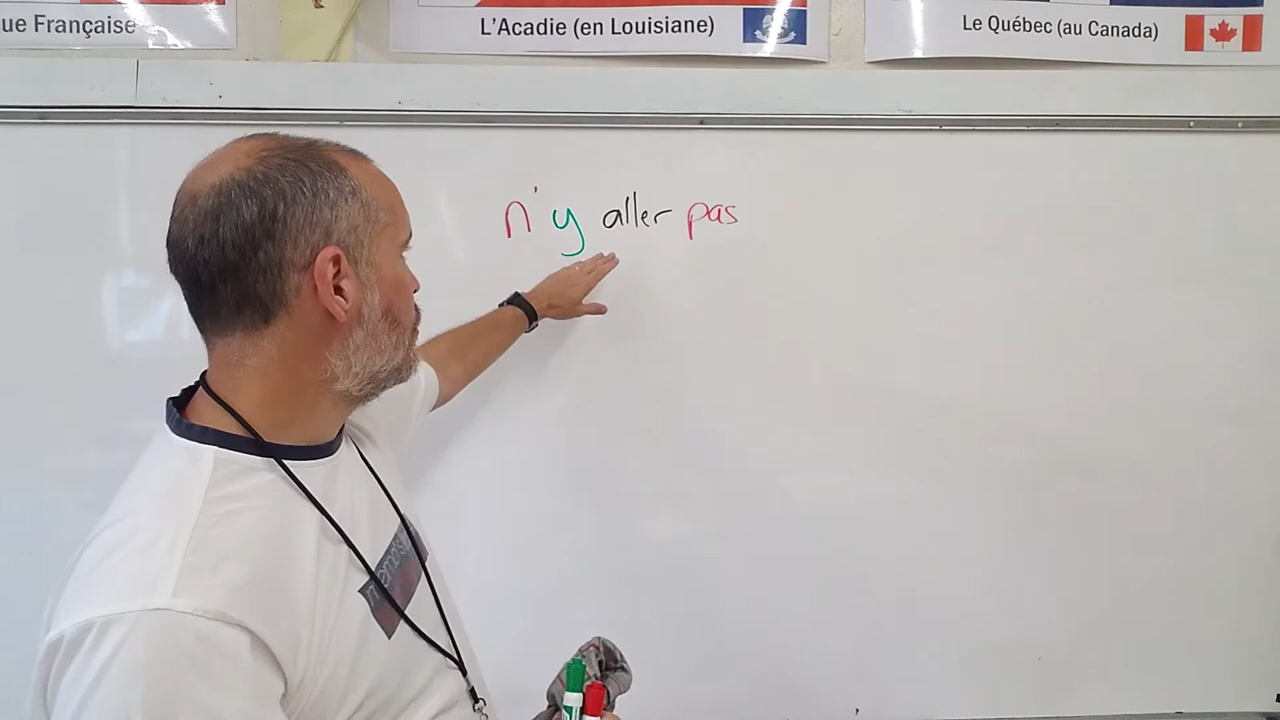 ue Française
L'Acadie (en Louisiane)
Le Québec (au Canada)
n'y aller pas